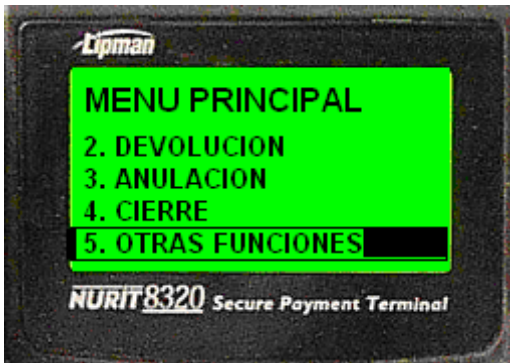 Lipman
MENU PRINCIPAL
2. DEVOLUCION
3. ANULACION
4. CIERRE
5. OTRAS FUNCIONES
NURIT 8320 Secure Payment Terminal